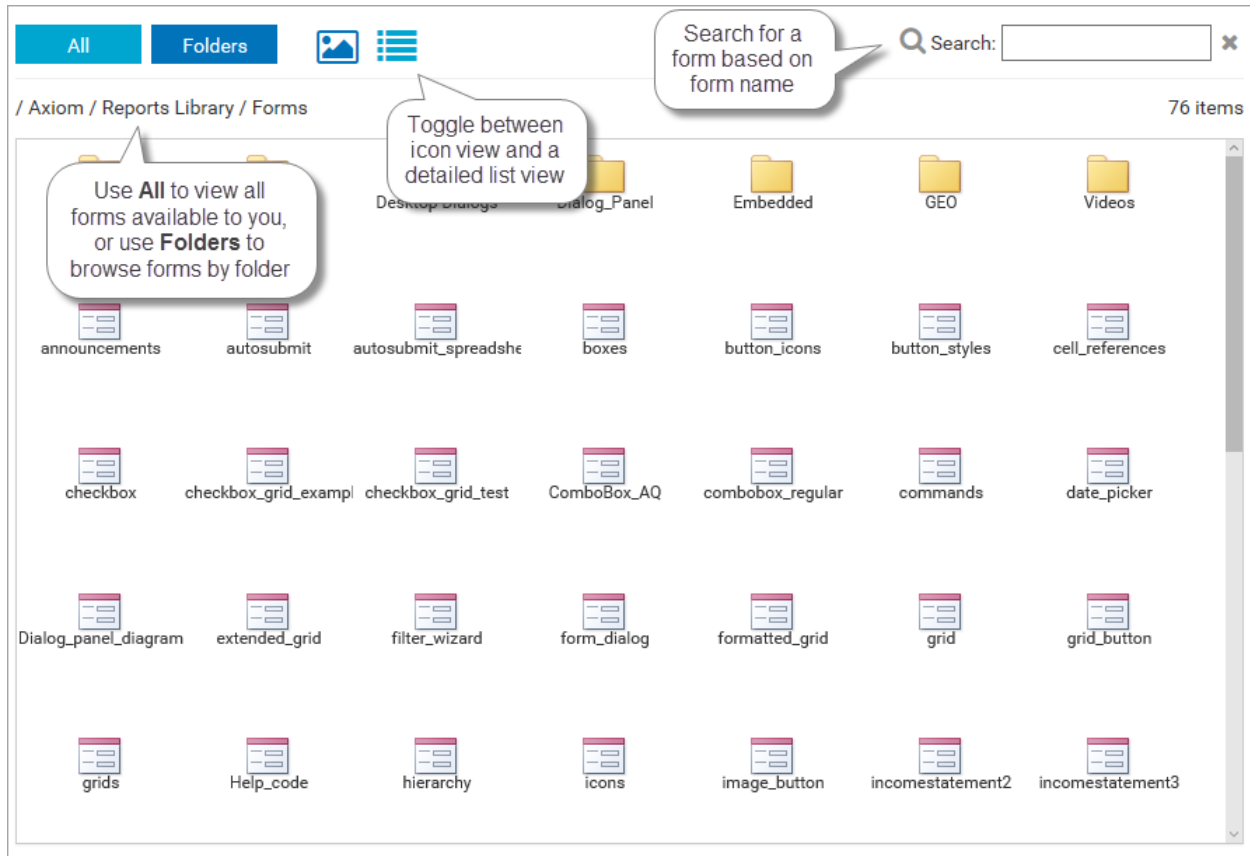 All Folders Search:
Search for a
form based on
form name
/ Axiom / Reports Library / Forms 76 items
Toggle between
icon view and a
detailed list view
Use All to view all
forms available to you,
or use Folders to
browse forms by folder
Desktop Dialogs Dialog_Panel Embedded GEO Videos
announcements autosubmit autosubmit_spreadshe boxes button_icons button_styles cell_references
checkbox checkbox_grid_exampl checkbox_grid_test ComboBox_AQ combobox_regular commands date_picker
Dialog_panel_diagram extended_grid filter_wizard form_dialog formatted_grid grid grid_button
grids Help_code hierarchy icons image_button incomestatement2 incomestatement3